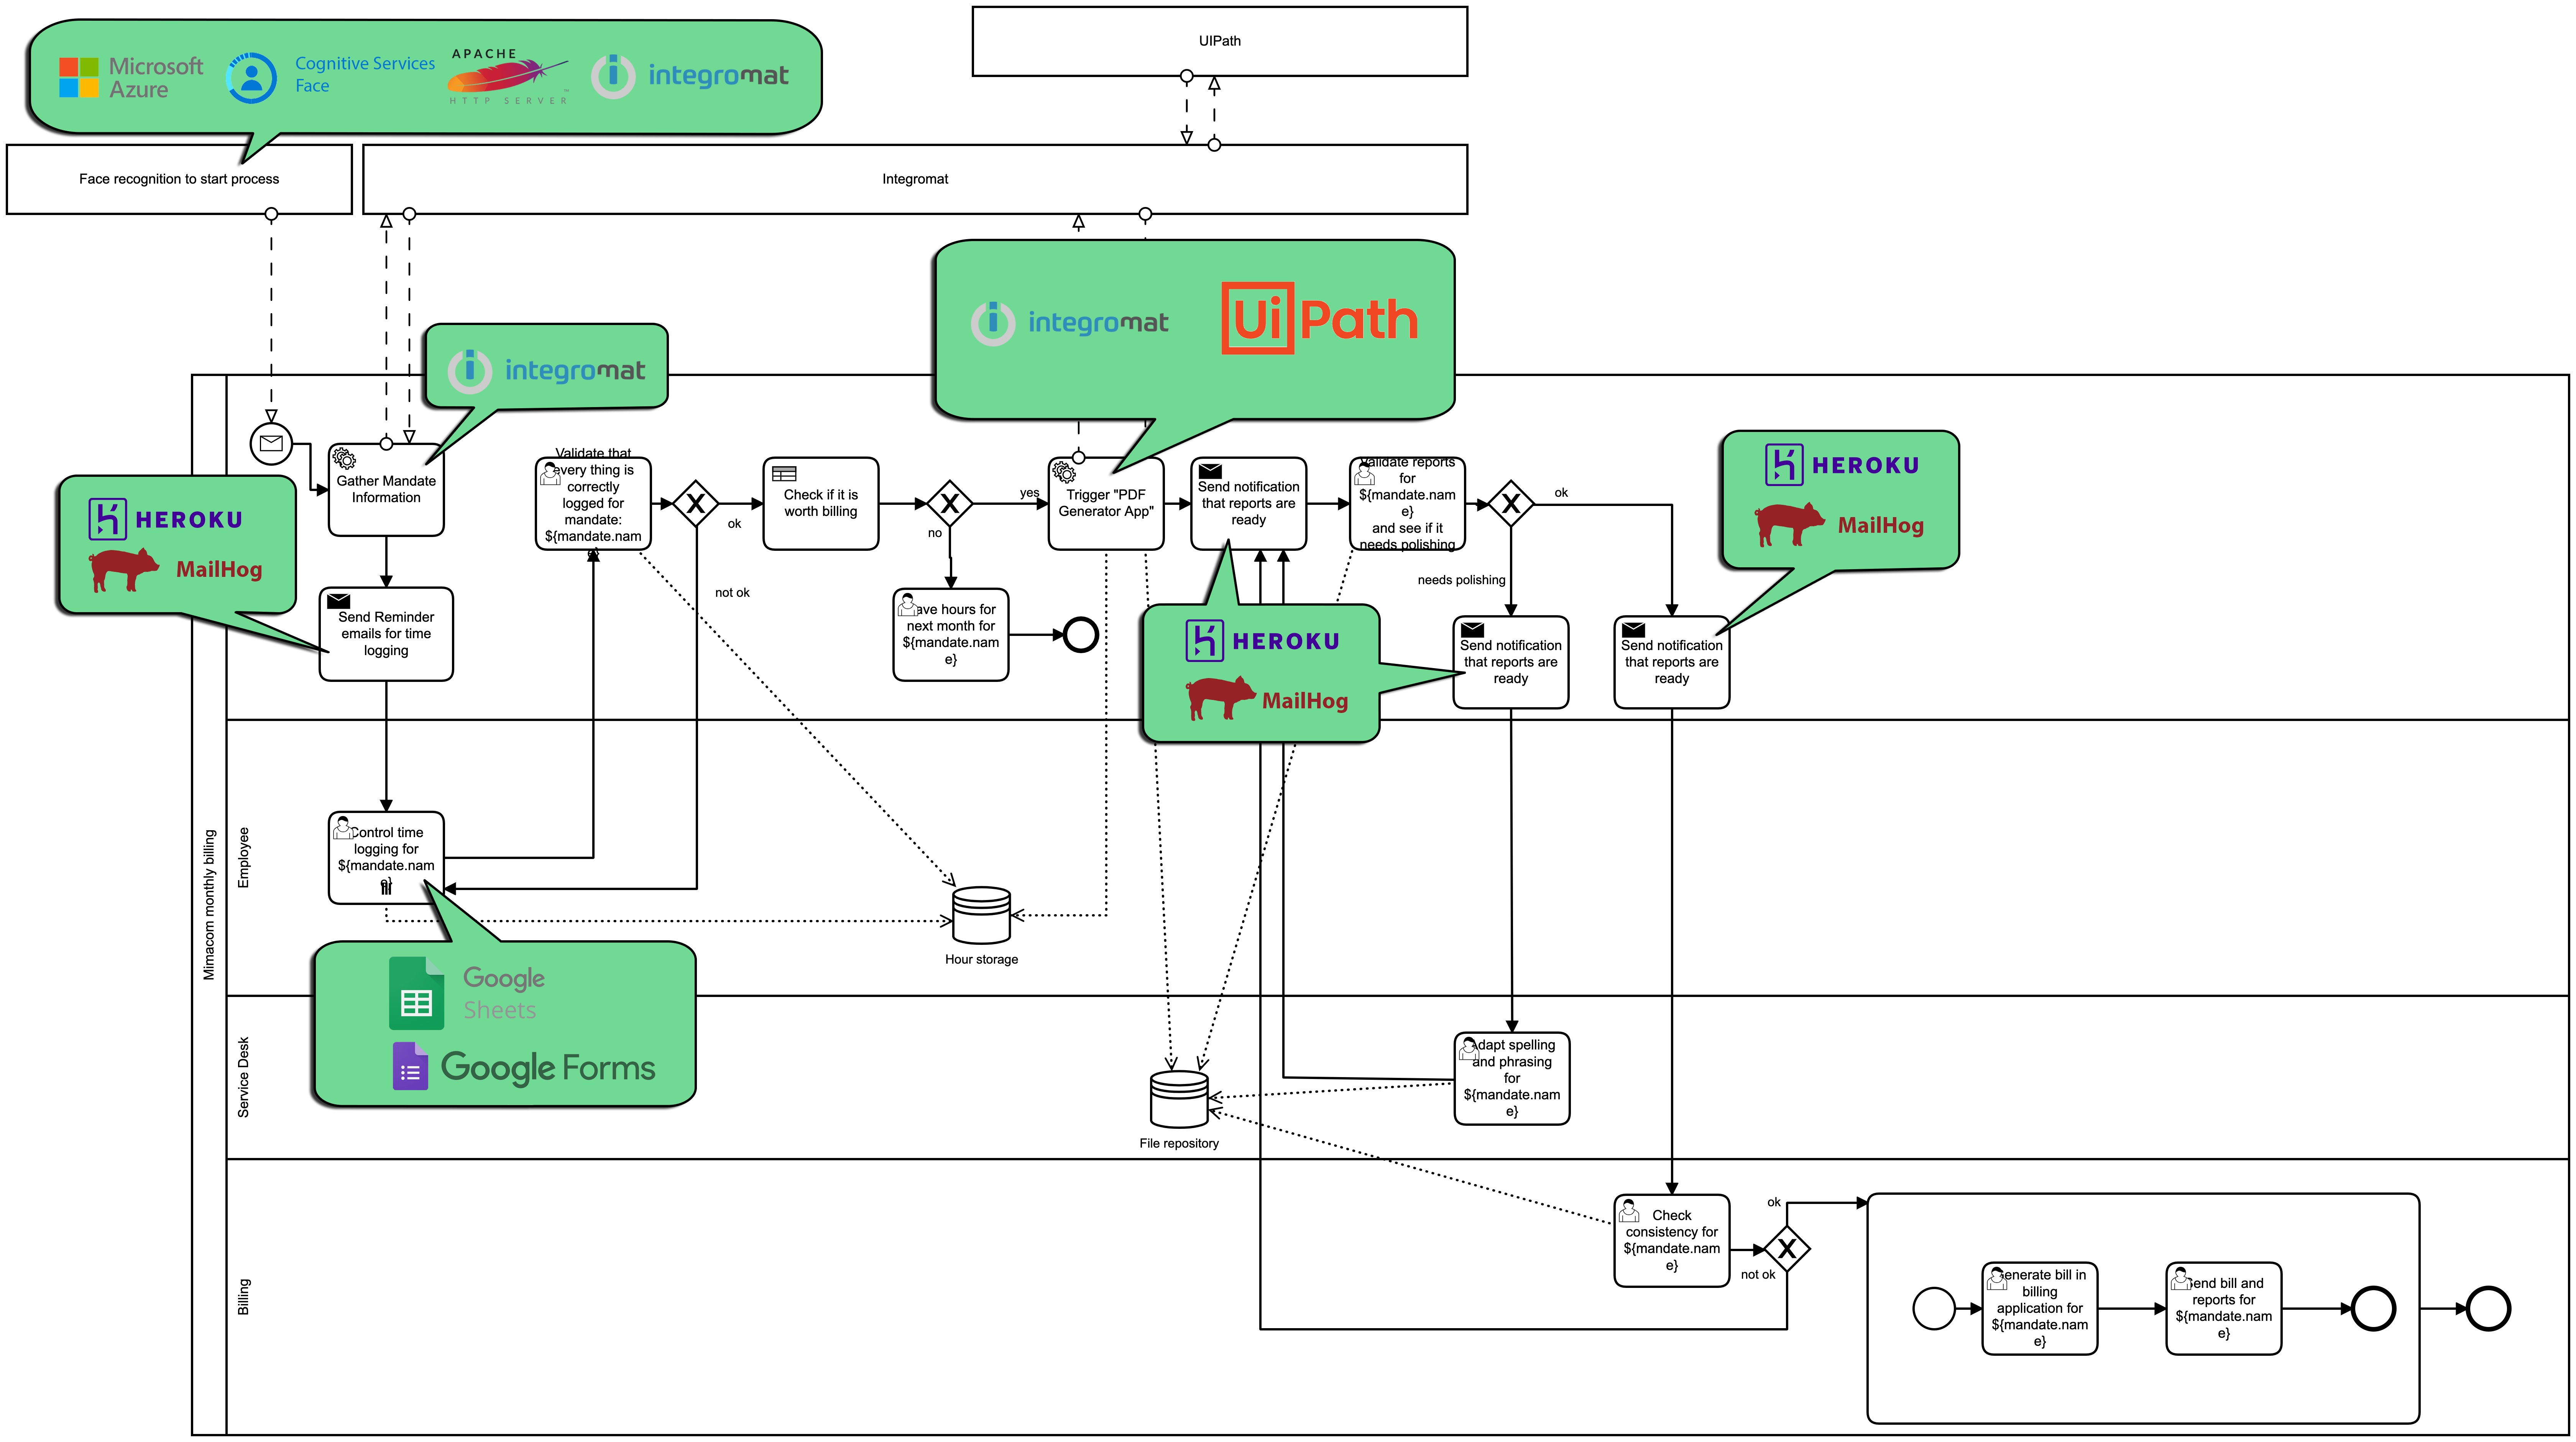 Microsoft
Azure
Cognitive Services
Face
APACHE
HTTP SERVER
integromat
UIPath
Face recognition to start process
Integromat
integromat
UiPath
integromat
HEROKU
MailHog
Gather Mandate
Information
Send Reminder
emails for time
logging
Validate that
every thing is
correctly
logged for
mandate:
${mandate.nam
e}
ok
not ok
Check if it is
worth billing
yes
no
ave hours for
next month for
${mandate.nam
e}
Trigger "PDF
Generator App"
Send notification
that reports are
ready
Validate reports
for
${mandate.nam
e}
and see if it
needs polishing
ok
needs polishing
HEROKU
MailHog
HEROKU
MailHog
Send notification
that reports are
ready
Send notification
that reports are
ready
Mimacom monthly billing
Employee
Control time
logging for
${mandate.nam
e}
Hour storage
Google
Sheets
Google Forms
Service Desk
File repository
Adapt spelling
and phrasing
for
${mandate.nam
e}
Billing
Check
consistency for
${mandate.nam
e}
ok
not ok
enerate bill in
billing
application for
${mandate.nam
e}
Send bill and
reports for
${mandate.nam
e}